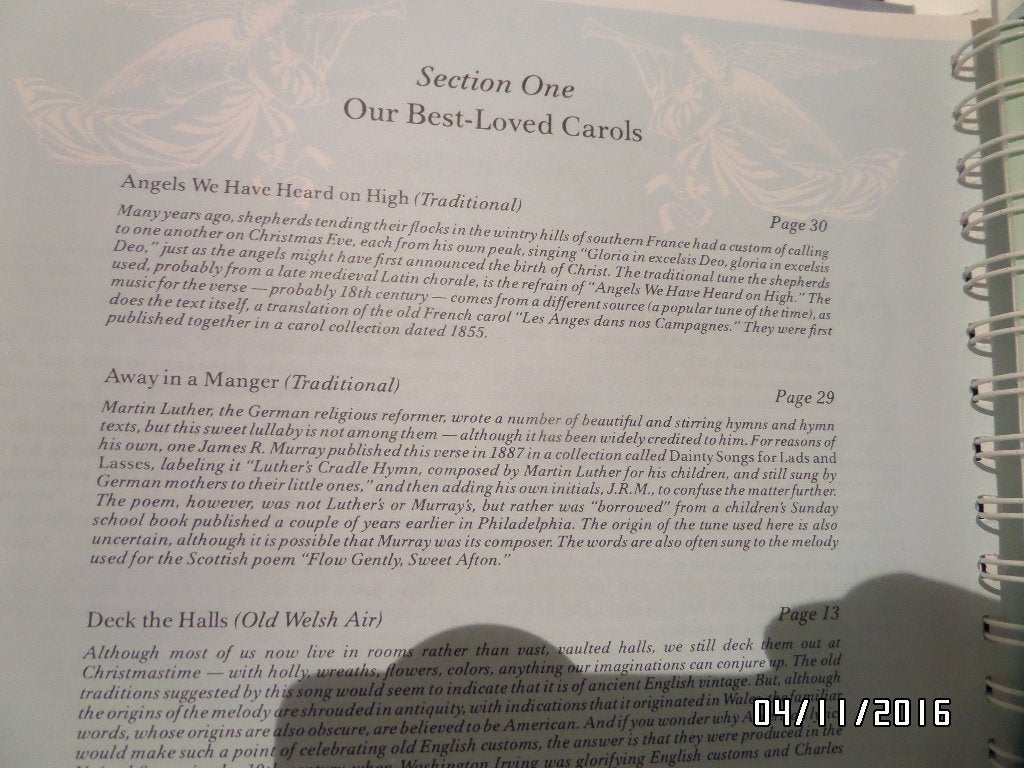 Section One
Our Best-Loved Carols
Angels We Have Heard on High (Traditional)
Page 30
Many years ago, shepherds tending their flocks in the wintry hills of southern France had a custom of calling
to one another on Christmas Eve, each from his own peak, singing "Gloria in excelsis Deo, gloria in excelsis
Deo," just as the angels might have first announced the birth of Christ. The traditional tune the shepherds
used, probably from a late medieval Latin chorale, is the refrain of "Angels We Have Heard on High." The
music for the verse — probably 18th century — comes from a different source (a popular tune of the time), as
does the text itself, a translation of the old French carol "Les Anges dans nos Campagnes." They were first
published together in a carol collection dated 1855.
Away in a Manger (Traditional)
Page 29
Martin Luther, the German religious reformer, wrote a number of beautiful and stirring hymns and hymn
texts, but this sweet lullaby is not among them — although it has been widely credited to him. For reasons of
his own, one James R. Murray published this verse in 1887 in a collection called Dainty Songs for Lads and
Lasses, labeling it "Luther's Cradle Hymn, composed by Martin Luther for his children, and still sung by
German mothers to their little ones," and then adding his own initials, J.R.M., to confuse the matter further.
The poem, however, was not Luther's or Murray's, but rather was "borrowed" from a children's Sunday
school book published a couple of years earlier in Philadelphia. The origin of the tune used here is also
uncertain, although it is possible that Murray was its composer. The words are also often sung to the melody
used for the Scottish poem "Flow Gently, Sweet Afton."
Deck the Halls (Old Welsh Air)
Page 13
Although most of us now live in rooms rather than vast, vaulted halls, we still deck them out at
Christmastime — with holly, wreaths, flowers, colors, anything our imaginations can conjure up. The old
traditions suggested by this song would seem to indicate that it is of ancient English vintage. But, although
the origins of the melody are shrouded in antiquity, with indications that it originated in Wales, the familiar
words, whose origins are also obscure, are believed to be American. And if you wonder why
would make such a point of celebrating old English customs, the answer is that they were produced in the
century when Washington Irving was glorifying English customs and Charles
04/11/2016